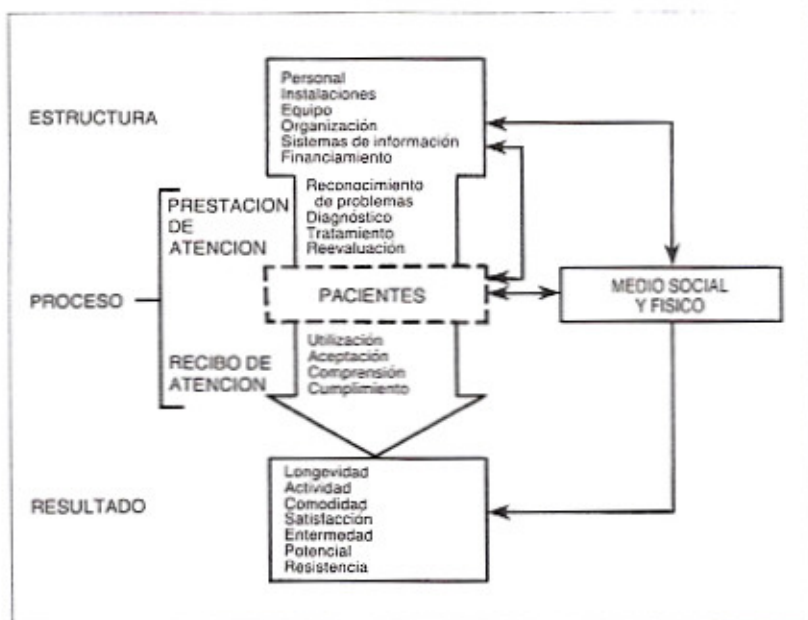 ESTRUCTURA
Personal
Instalaciones
Equipo
Organización
Sistemas de información
Financiamiento
PROCESO
PRESTACION
DE
ATENCION
Reconocimiento
de problemas
Diagnóstico
Tratamiento
Reevaluación
PACIENTES
MEDIO SOCIAL
Y FISICO
RECIBO DE
ATENCION
Utilización
Aceptación
Comprensión
Cumplimiento
RESULTADO
Longevidad
Actividad
Comodidad
Satisfacción
Enfermedad
Potencial
Resistencia